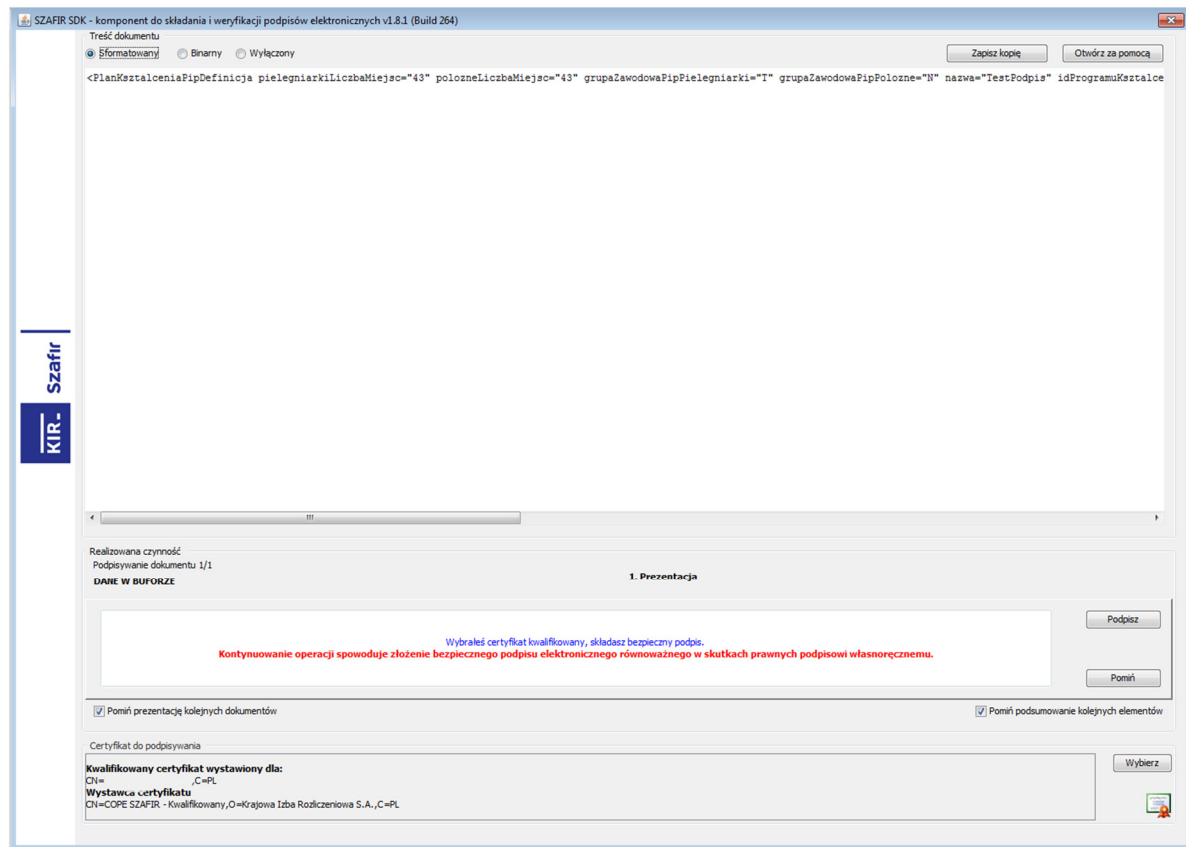 SZAFIR SDK - komponent do składania i weryfikacji podpisów elektronicznych v1.8.1 (Build 264)
Treść dokumentu
Sformatowany Binarny Wyłączony Zapisz kopię Otwórz za pomocą
<PlanKsztalceniaPipDefinicja pielegniarkiLiczbaMiejsc="43" polozneLiczbaMiejsc="43" grupaZawodowaPipPielegniarki="T" grupaZawodowaPipPolozne="N" nazwa="TestPodpis" idProgramuKsztalce
Szafir
KIR.
Realizowana czynność
Podpisywanie dokumentu 1/1
DANE W BUFORZE 1. Prezentacja
Podpisz
Wybrałeś certyfikat kwalifikowany, składasz bezpieczny podpis.
Kontynuowanie operacji spowoduje złożenie bezpiecznego podpisu elektronicznego równoważnego w skutkach prawnych podpisowi własnoręcznemu.
Pomiń
Pomiń prezentację kolejnych dokumentów Pomiń podsumowanie kolejnych elementów
Certyfikat do podpisywania
Wybierz
Kwalifikowany certyfikat wystawiony dla:
CN= ,C=PL
Wystawca certyfikatu
CN=COPE SZAFIR - Kwalifikowany,O=Krajowa Izba Rozliczeniowa S.A.,C=PL